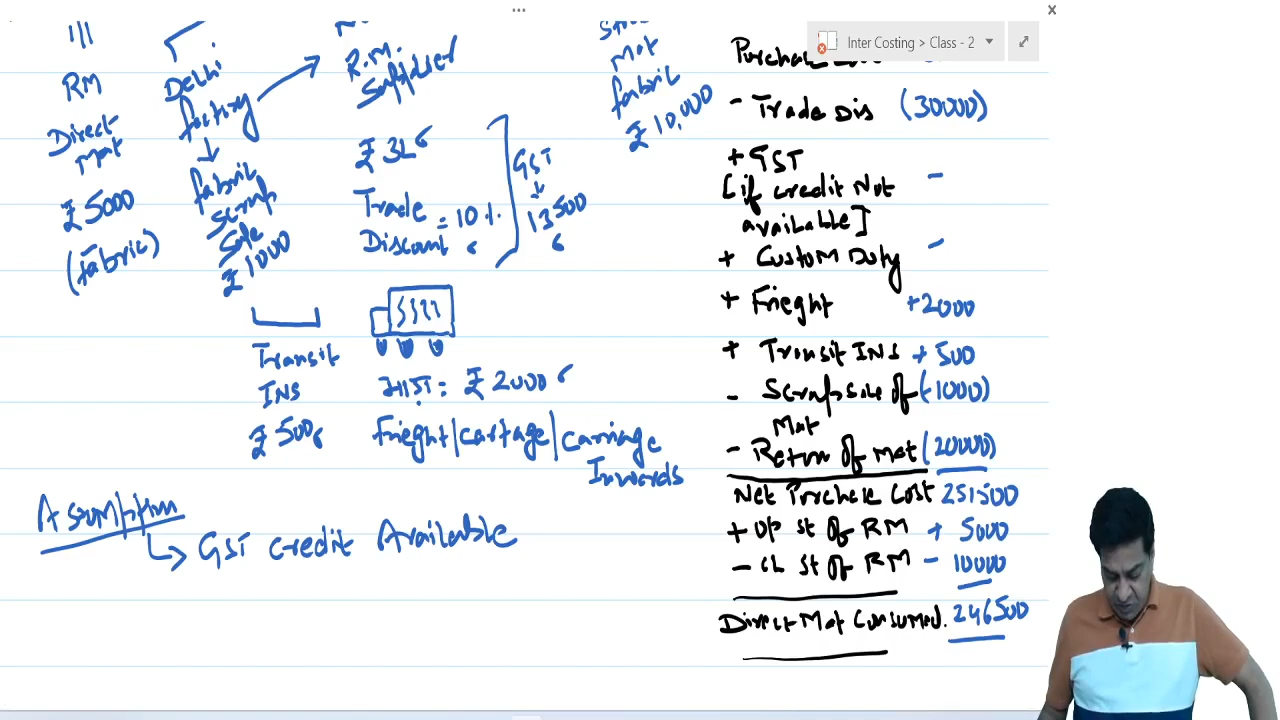 Inter Costing > Class - 2
RM
Direct
Mat
₹5000
(fabric)
Delhi
factory
fabric
scrap
sale
₹1000
R.M.
Supplier
₹3L
Trade
Discount = 10%
GST
13500
Mat
fabric
₹10,000
Transit
INS
₹500
₹2000
Frieght/cartage/carriage
Inwards
Assumption
GST credit Available
- Trade Dis (30000)
+ GST
[if credit Not –
available]
+ Custom Duty –
+ Frieght +2000
+ Transit INS +500
- Scrap sale of (-1000)
Mat
- Return of mat (20000)
Net Purchase Cost 251500
+ Op st of RM + 5000
- cl st of RM - 10000
Direct Mat Consumed. 246500